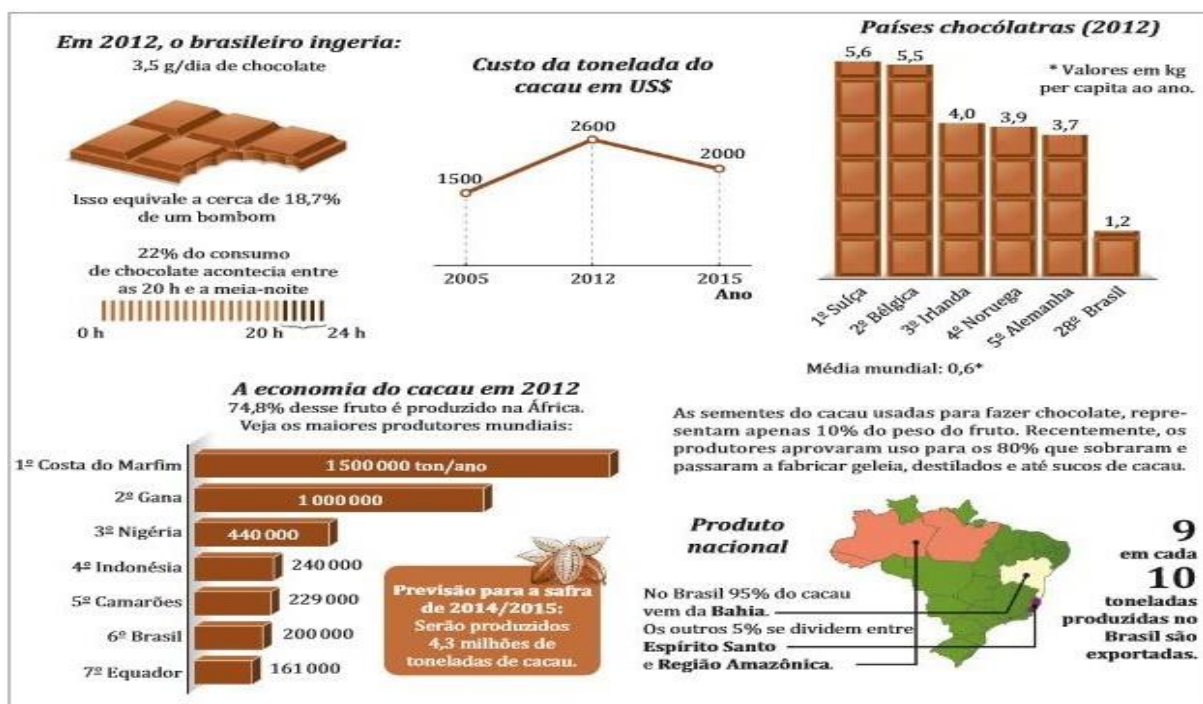 Em 2012, o brasileiro ingeria:
3,5 g/dia de chocolate
Isso equivale a cerca de 18,7%
de um bombom
22% do consumo
de chocolate acontecia entre
as 20 h e a meia-noite
0 h
20 h
24 h
Custo da tonelada do
cacau em US$
1500
2600
2000
2005
2012
2015
Ano
Países chocólatras (2012)
5,6
5,5
4,0
3,9
3,7
1,2
* Valores em kg
per capita ao ano.
1º Suíça
2º Bélgica
3º Irlanda
4º Noruega
5º Alemanha
28º Brasil
Média mundial: 0,6*
A economia do cacau em 2012
74,8% desse fruto é produzido na África.
Veja os maiores produtores mundiais:
1º Costa do Marfim 1 500 000 ton/ano
2º Gana 1 000 000
3º Nigéria 440 000
4º Indonésia 240 000
5º Camarões 229 000
6º Brasil 200 000
7º Equador 161 000
Previsão para a safra
de 2014/2015:
Serão produzidos
4,3 milhões de
toneladas de cacau.
As sementes do cacau usadas para fazer chocolate, repre-
sentam apenas 10% do peso do fruto. Recentemente, os
produtores aprovaram uso para os 80% que sobraram e
passaram a fabricar geleia, destilados e até sucos de cacau.
Produto
nacional
No Brasil 95% do cacau
vem da Bahia.
Os outros 5% se dividem entre
Espírito Santo
e Região Amazônica.
9
em cada
10
toneladas
produzidas no
Brasil são
exportadas.